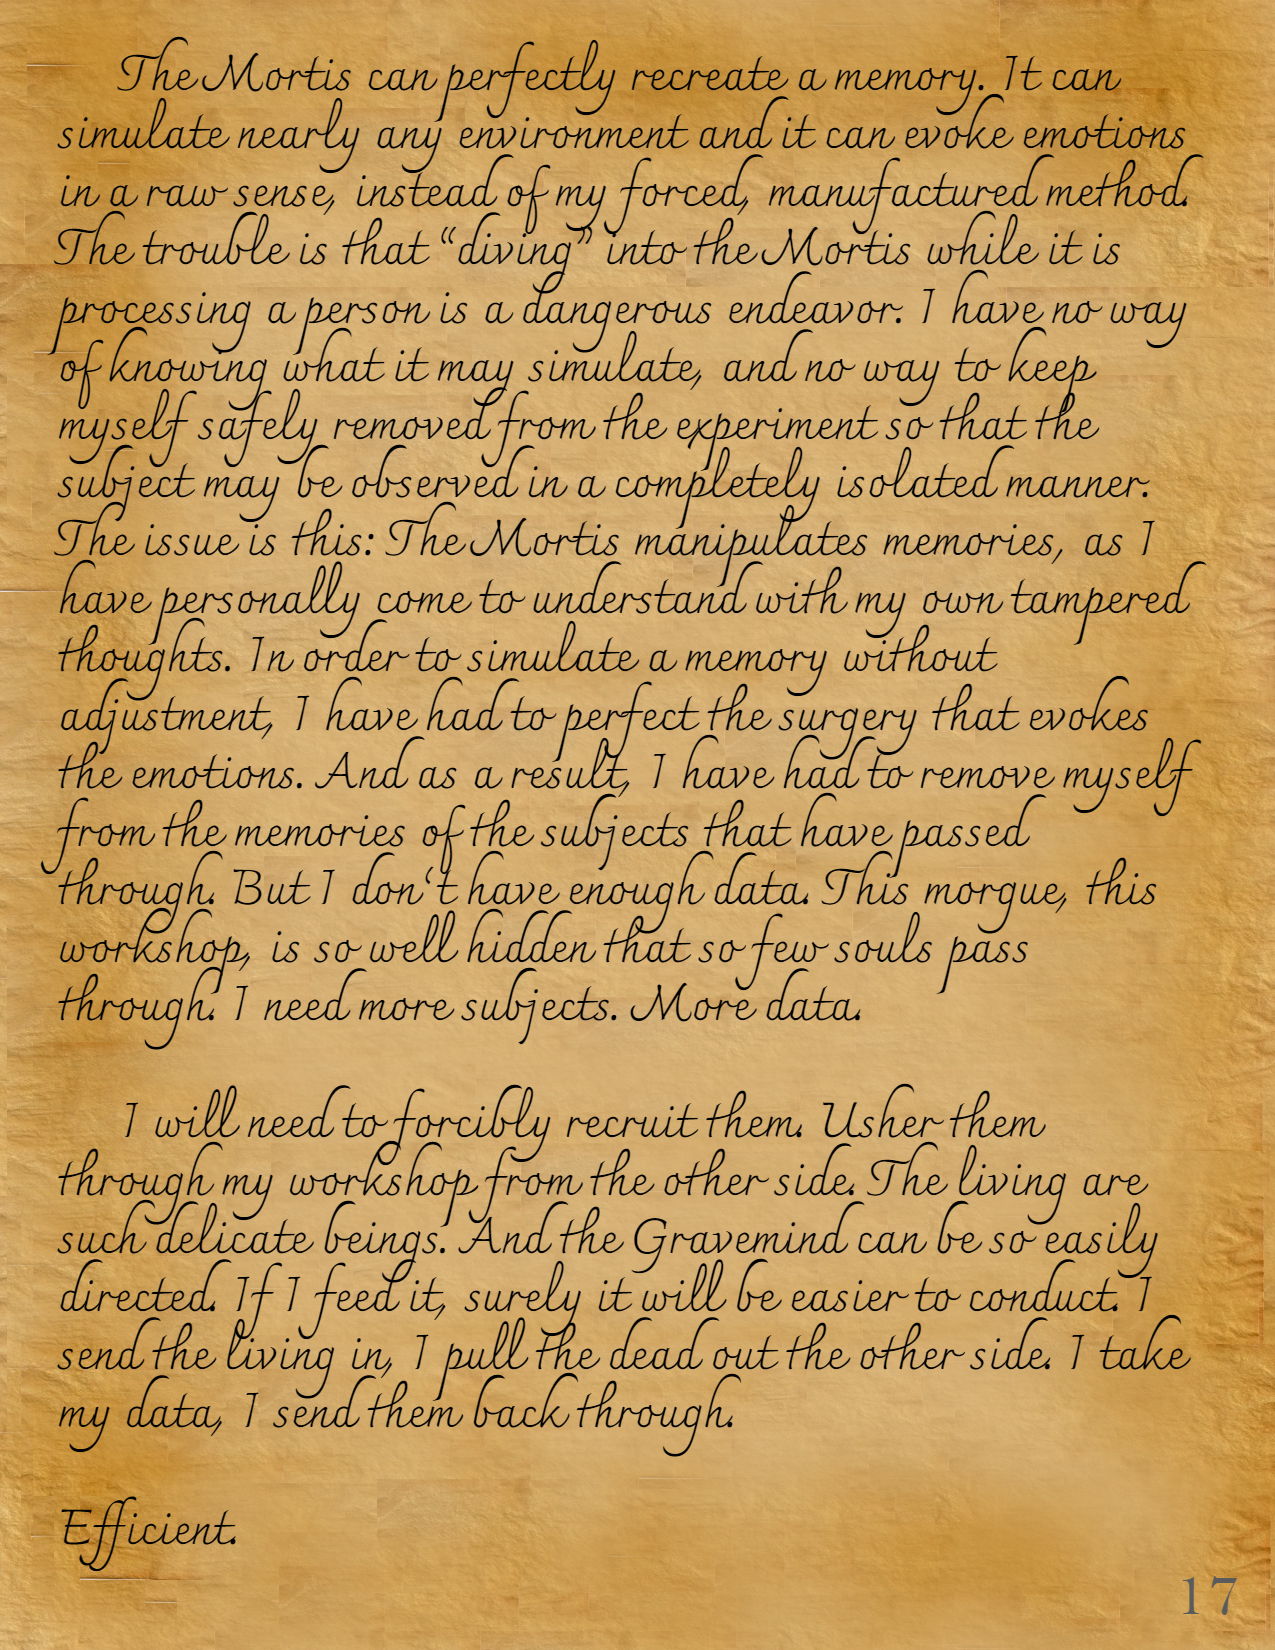 The Mortis can perfectly recreate a memory. It can
simulate nearly any environment and it can evoke emotions
in a raw sense, instead of my forced, manufactured method.
The trouble is that “diving” into the Mortis while it is
processing a person is a dangerous endeavor. I have no way
of knowing what it may simulate, and no way to keep
myself safely removed from the experiment so that the
subject may be observed in a completely isolated manner.
The issue is this: The Mortis manipulates memories, as I
have personally come to understand with my own tampered
thoughts. In order to simulate a memory without
adjustment, I have had to perfect the surgery that evokes
the emotions. And as a result, I have had to remove myself
from the memories of the subjects that have passed
through. But I don‘t have enough data. This morgue, this
workshop, is so well hidden that so few souls pass
through. I need more subjects. More data.
I will need to forcibly recruit them. Usher them
through my workshop from the other side. The living are
such delicate beings. And the Gravemind can be so easily
directed. If I feed it, surely it will be easier to conduct. I
send the living in, I pull the dead out the other side. I take
my data, I send them back through.
Efficient.
17